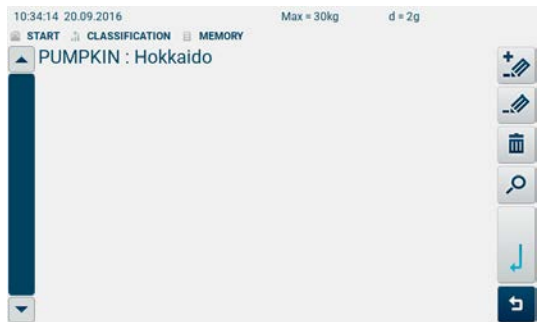 10:34:14 20.09.2016 Max = 30kg d = 2g
START CLASSIFICATION MEMORY
PUMPKIN : Hokkaido